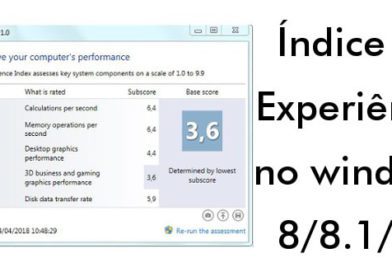 1.0
ve your computer's performance
ence Index assesses key system components on a scale of 1.0 to 9.9
What is rated Subscore Base score
Calculations per second 6,4
Memory operations per second 6,4
Desktop graphics performance 4,4
3D business and gaming graphics performance 3,6
Disk data transfer rate 5,9
3,6
Determined by lowest subscore
/04/2018 10:48:29 Re-run the assessment
Índice
Experiên
no wind
8/8.1/